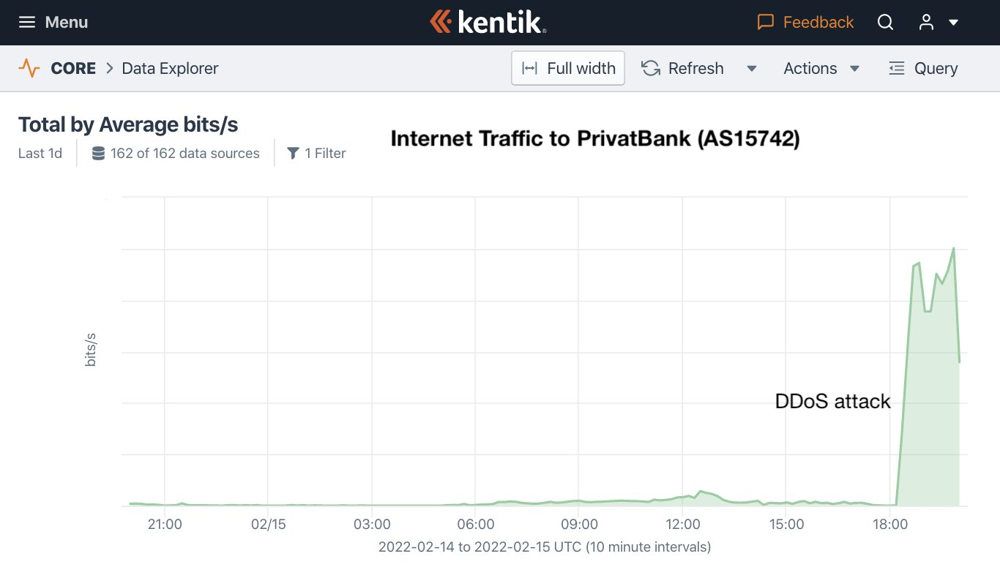 Menu
kentik®
Feedback
CORE > Data Explorer
Full width
Refresh
Actions
Query
Total by Average bits/s
Last 1d
162 of 162 data sources
1 Filter
Internet Traffic to PrivatBank (AS15742)
bits/s
DDoS attack
21:00 02/15 03:00 06:00 09:00 12:00 15:00 18:00
2022-02-14 to 2022-02-15 UTC (10 minute intervals)